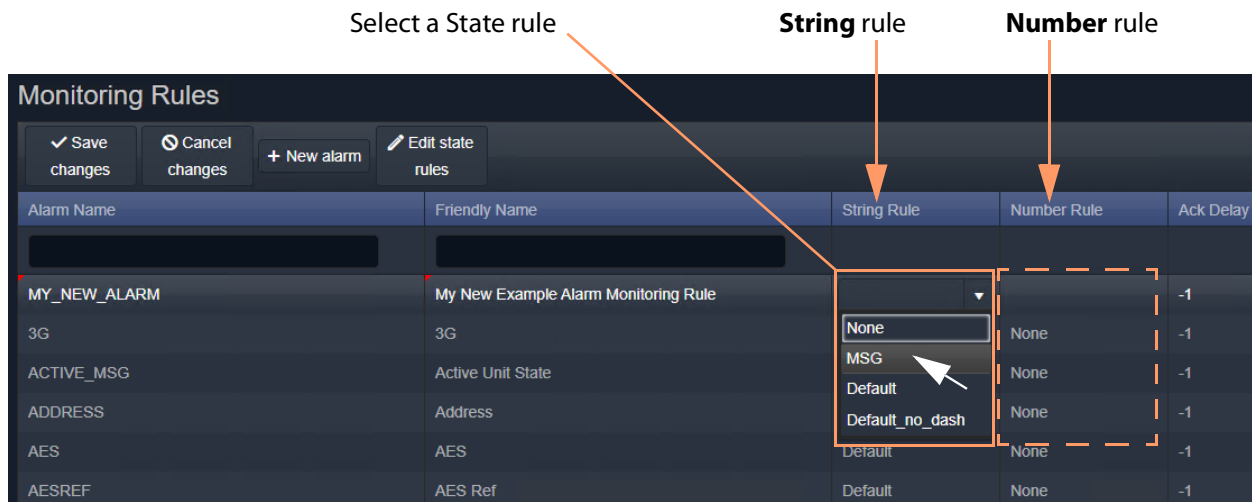 Select a State rule String rule Number rule
Monitoring Rules
Save changes Cancel changes + New alarm Edit state rules
Alarm Name Friendly Name String Rule Number Rule Ack Delay
MY_NEW_ALARM My New Example Alarm Monitoring Rule -1
3G 3G None None -1
ACTIVE_MSG Active Unit State MSG None -1
ADDRESS Address Default None -1
Default_no_dash
AES AES Default None -1
AESREF AES Ref Default None -1